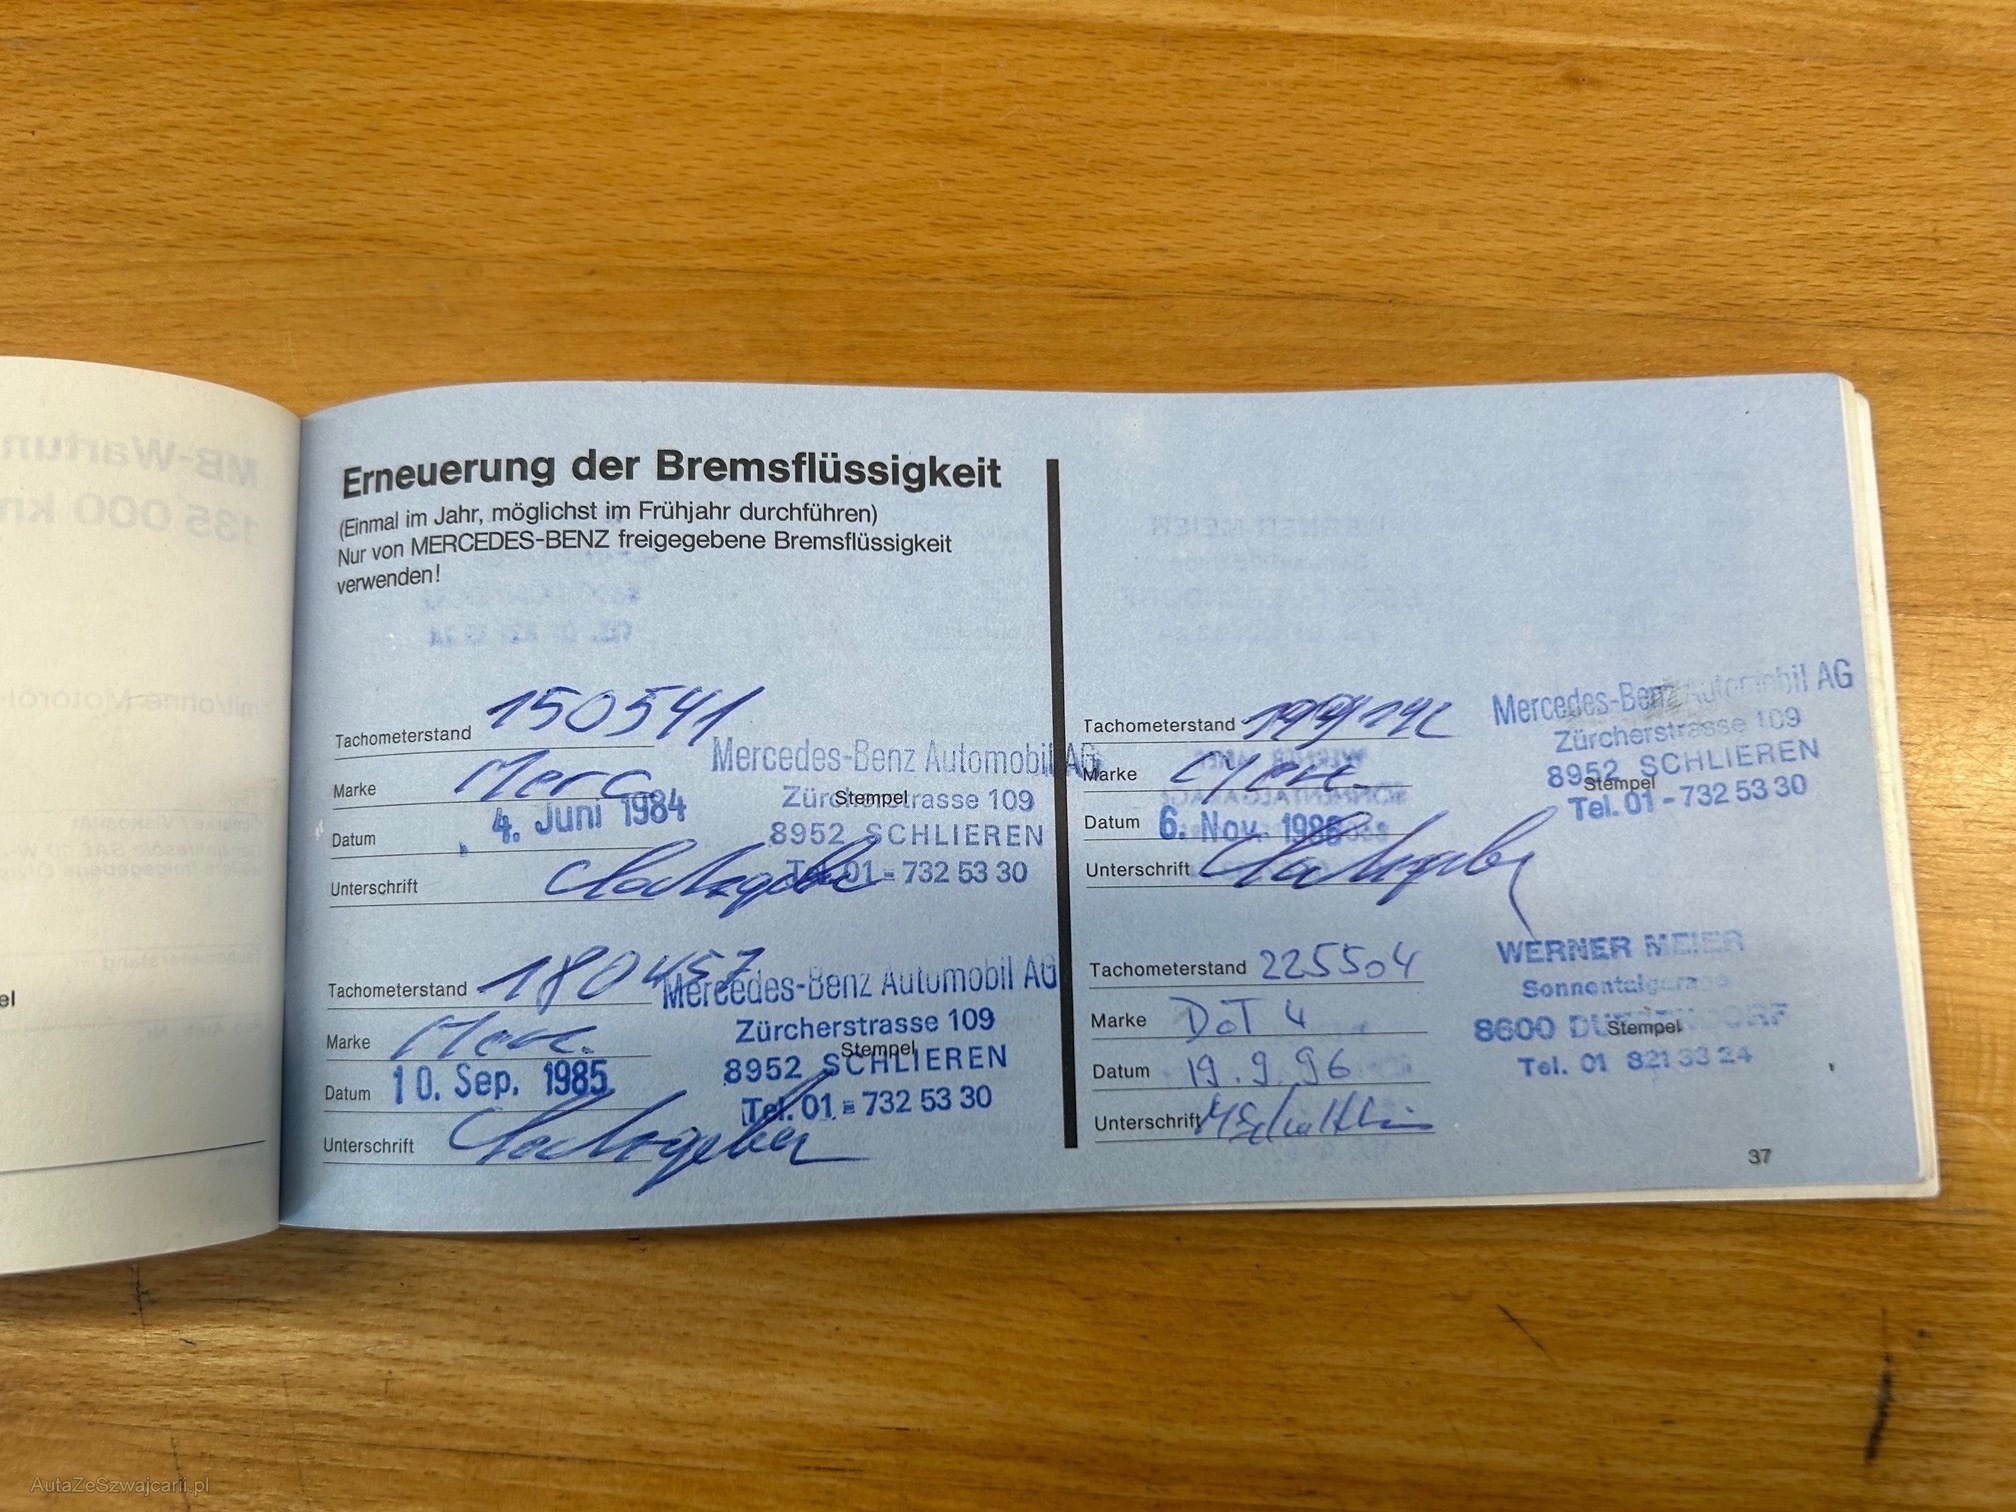 Erneuerung der Bremsflüssigkeit
(Einmal im Jahr, möglichst im Frühjahr durchführen)
Nur von MERCEDES-BENZ freigegebene Bremsflüssigkeit
verwenden!
Tachometerstand 150541
Marke Merc.
Datum 4. Juni 1984
Unterschrift
Stempel
Mercedes-Benz Automobil AG
Zürcherstrasse 109
8952 SCHLIEREN
Tel. 01 - 732 53 30
Tachometerstand 180457
Marke Merc.
Datum 10. Sep. 1985
Unterschrift
Stempel
Mercedes-Benz Automobil AG
Zürcherstrasse 109
8952 SCHLIEREN
Tel. 01 - 732 53 30
Tachometerstand
Marke Merc.
Datum 6. Nov. 1986
Unterschrift
Stempel
Mercedes-Benz Automobil AG
Zürcherstrasse 109
8952 SCHLIEREN
Tel. 01 - 732 53 30
Tachometerstand 225504
Marke DOT 4
Datum 19.9.96
Unterschrift
Stempel
WERNER MEIER
Sonnentalgarage
8600 DUEBENDORF
Tel. 01 821 33 24
37
MB-Wartun
135 000 km
el
AutaZeSzwajcarii.pl